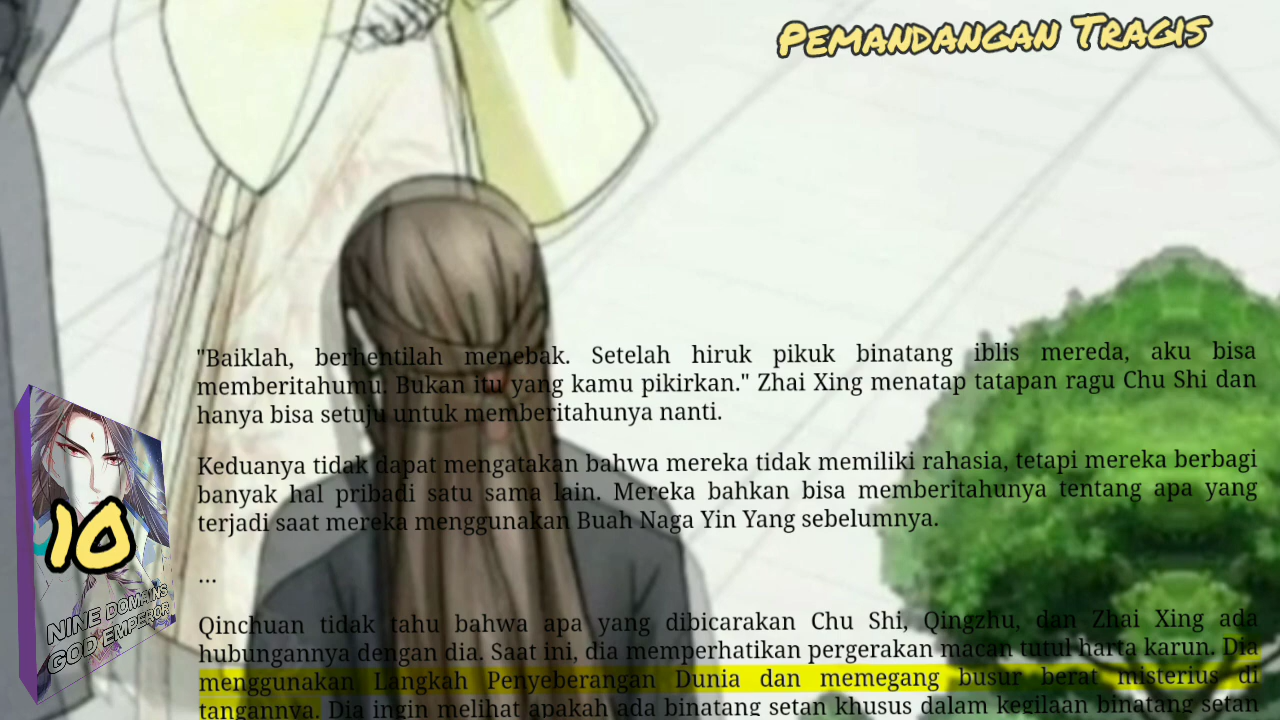 Pemandangan Tragis
"Baiklah, berhentilah menebak. Setelah hiruk pikuk binatang iblis mereda, aku bisa
memberitahumu. Bukan itu yang kamu pikirkan." Zhai Xing menatap tatapan ragu Chu Shi dan
hanya bisa setuju untuk memberitahunya nanti.
Keduanya tidak dapat mengatakan bahwa mereka tidak memiliki rahasia, tetapi mereka berbagi
banyak hal pribadi satu sama lain. Mereka bahkan bisa memberitahunya tentang apa yang
terjadi saat mereka menggunakan Buah Naga Yin Yang sebelumnya.
...
Qinchuan tidak tahu bahwa apa yang dibicarakan Chu Shi, Qingzhu, dan Zhai Xing ada
hubungannya dengan dia. Saat ini, dia memperhatikan pergerakan macan tutul harta karun. Dia
menggunakan Langkah Penyeberangan Dunia dan memegang busur berat misterius di
tangannya. Dia ingin melihat apakah ada binatang setan khusus dalam kegilaan binatang setan
10
NINE DOMAINS
GOD EMPEROR